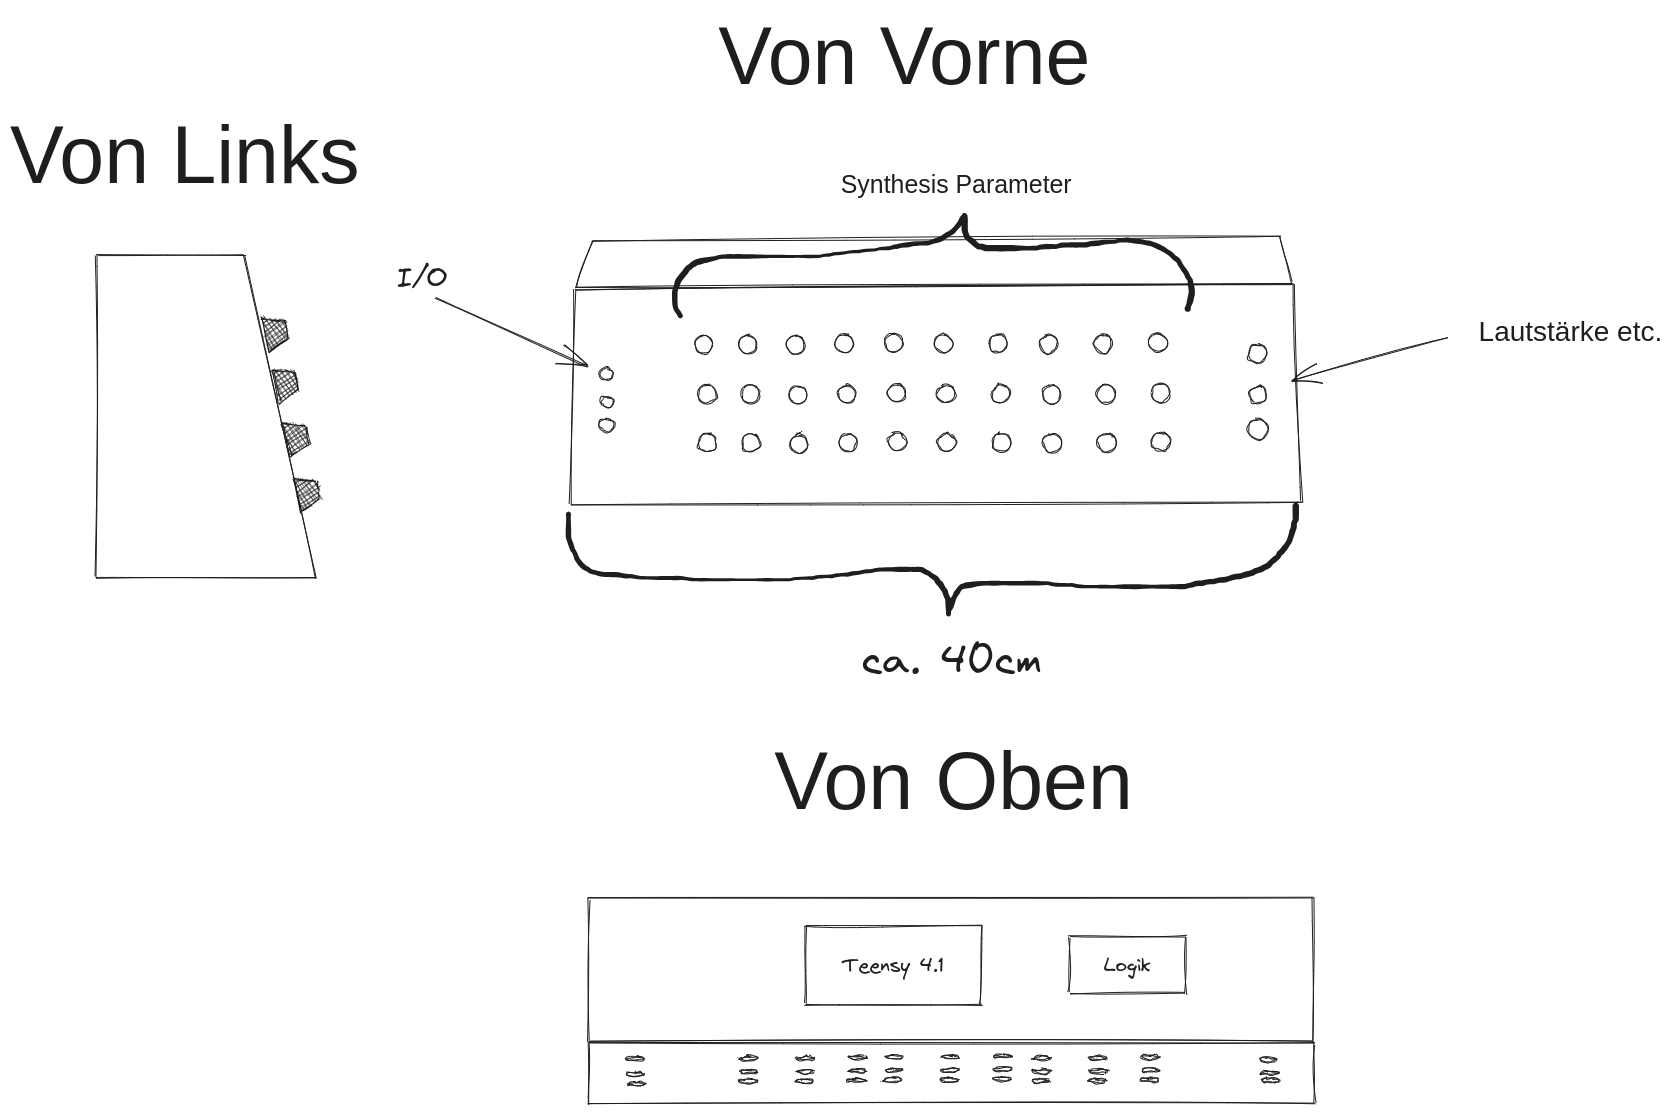 Von Vorne
Von Links
Synthesis Parameter
I/O
Lautstärke etc.
ca. 40cm
Von Oben
Teensy 4.1
Logik